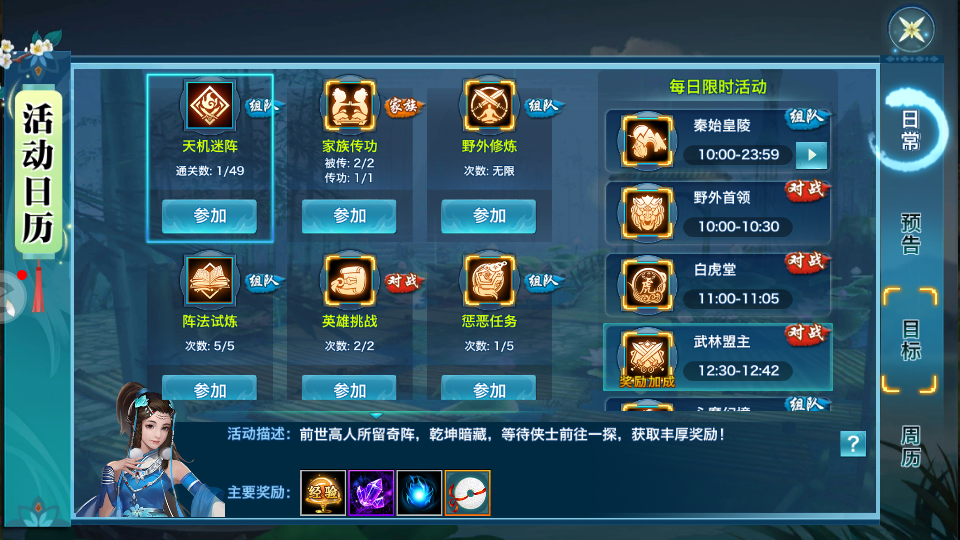 活动日历
天机迷阵
组队
通关数: 1/49
参加
家族传功
家族
被传: 2/2
传功: 1/1
参加
野外修炼
组队
次数: 无限
参加
阵法试炼
组队
次数: 5/5
参加
英雄挑战
对战
次数: 2/2
参加
惩恶任务
组队
次数: 1/5
参加
每日限时活动
秦始皇陵
组队
10:00-23:59
野外首领
对战
10:00-10:30
白虎堂
对战
11:00-11:05
武林盟主
对战
12:30-12:42
奖励加成
组队
日常
预告
目标
周历
活动描述: 前世高人所留奇阵，乾坤暗藏，等待侠士前往一探，获取丰厚奖励！
?
主要奖励:
经验